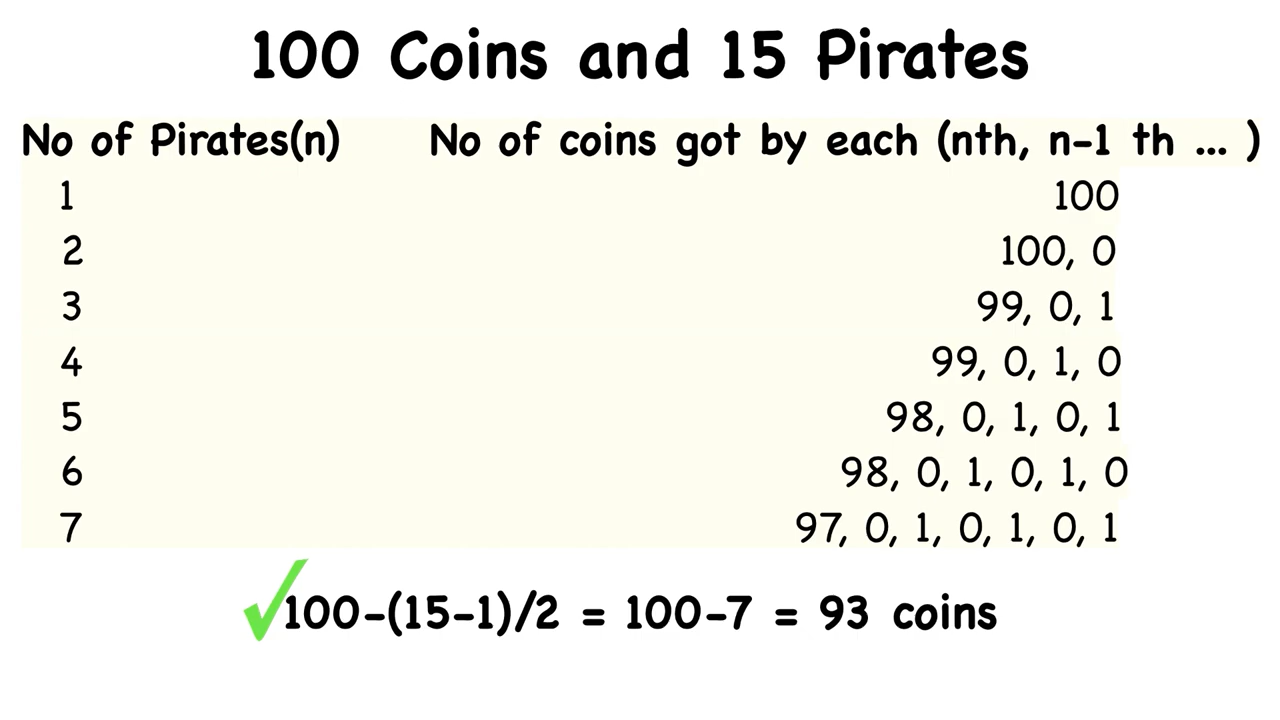 100 Coins and 15 Pirates
No of Pirates(n) No of coins got by each (nth, n-1 th ... )
1 100
2 100, 0
3 99, 0, 1
4 99, 0, 1, 0
5 98, 0, 1, 0, 1
6 98, 0, 1, 0, 1, 0
7 97, 0, 1, 0, 1, 0, 1
100-(15-1)/2 = 100-7 = 93 coins